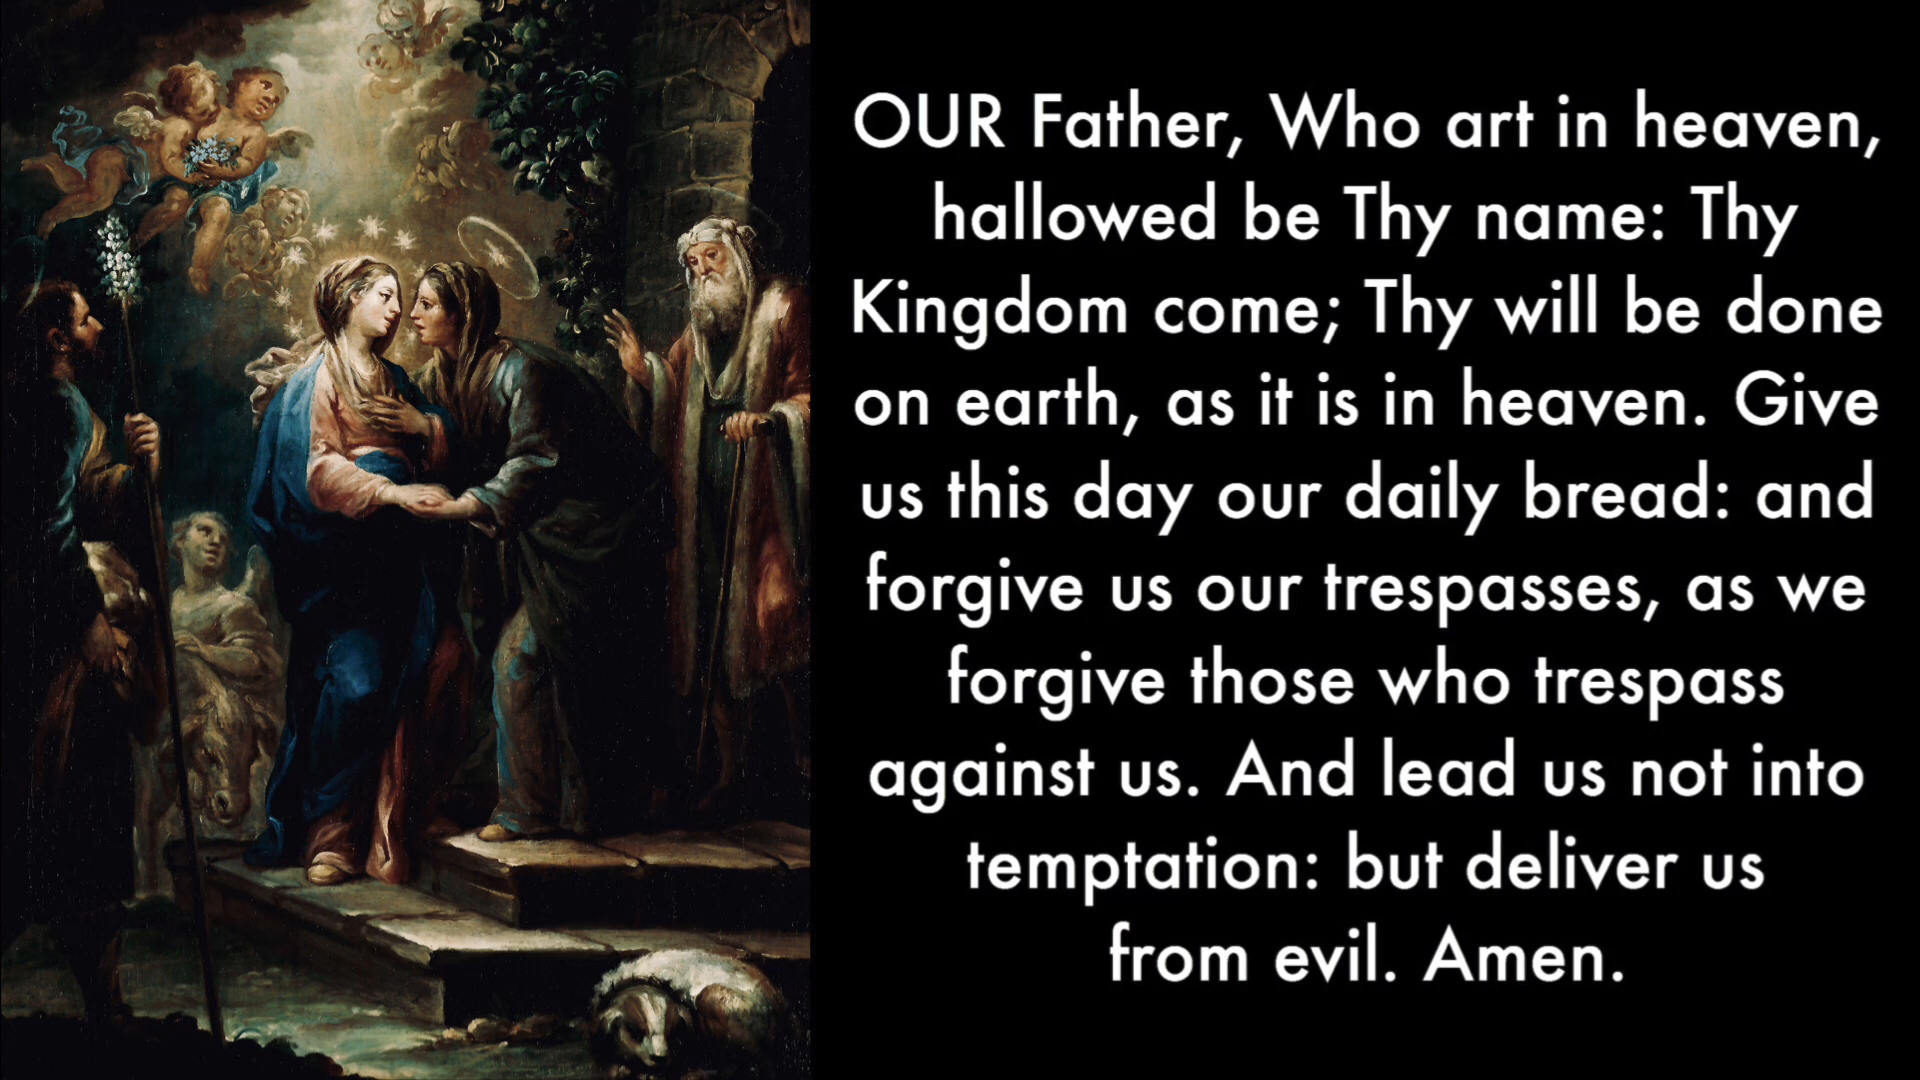 OUR Father, Who art in heaven,
hallowed be Thy name: Thy
Kingdom come; Thy will be done
on earth, as it is in heaven. Give
us this day our daily bread: and
forgive us our trespasses, as we
forgive those who trespass
against us. And lead us not into
temptation: but deliver us
from evil. Amen.